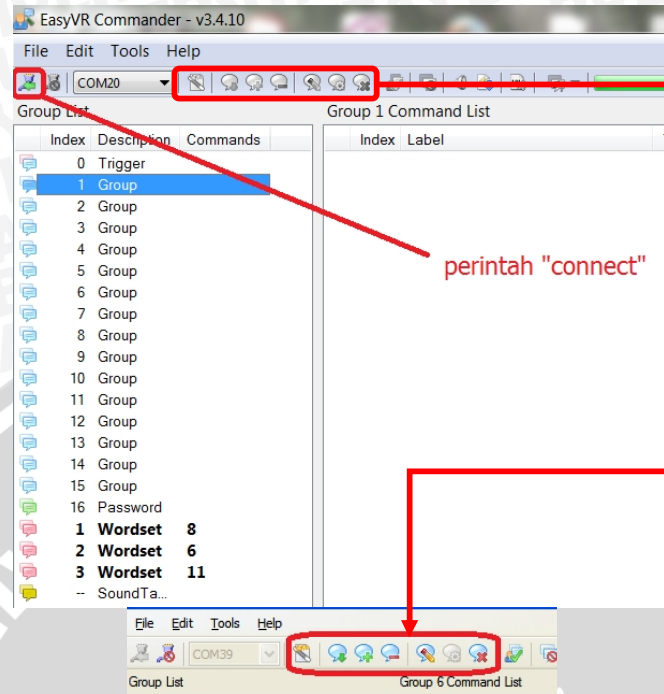 EasyVR Commander - v3.4.10
File Edit Tools Help
COM20
Group List
Group 1 Command List
Index Description Commands
Index Label
0 Trigger
1 Group
2 Group
3 Group
4 Group
5 Group
6 Group
7 Group
8 Group
9 Group
10 Group
11 Group
12 Group
13 Group
14 Group
15 Group
16 Password
1 Wordset 8
2 Wordset 6
3 Wordset 11
-- SoundTa...
perintah "connect"
File Edit Tools Help
COM39
Group List
Group 6 Command List